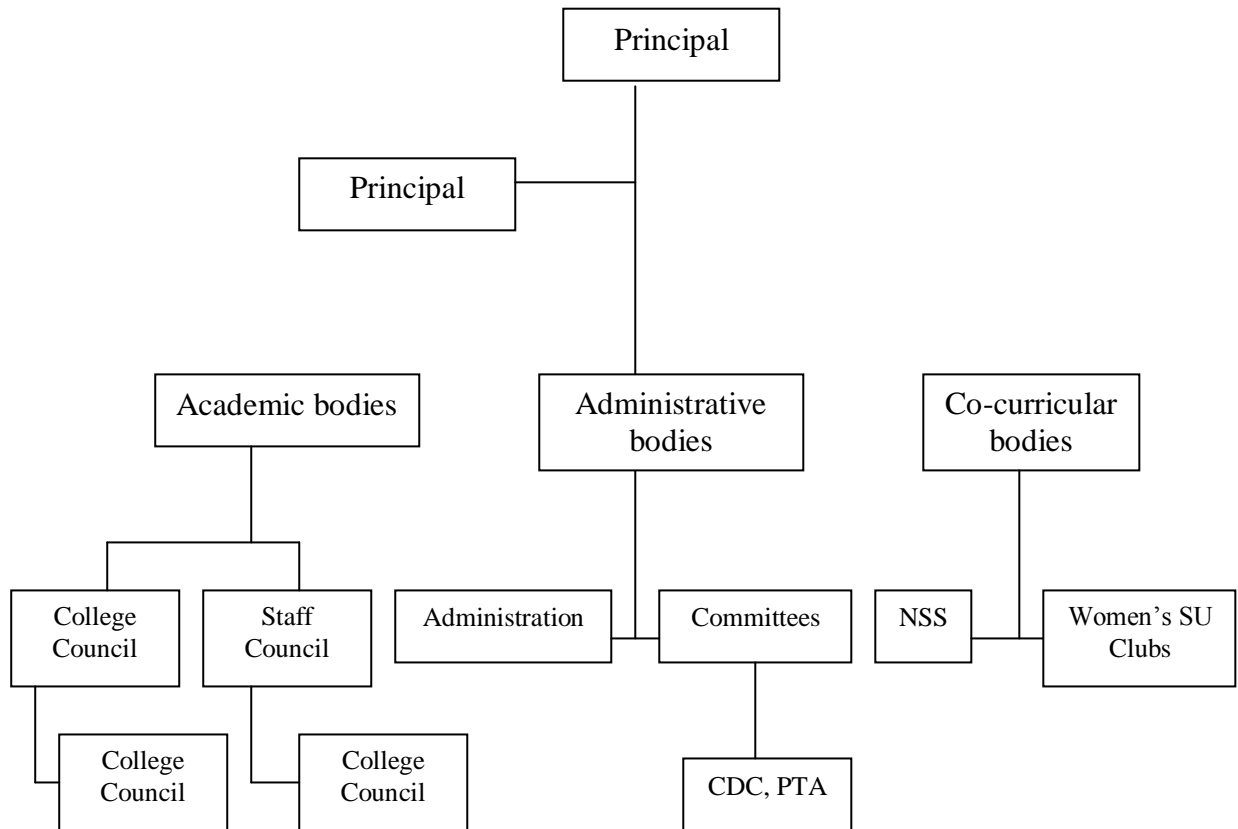 Principal
Principal
Academic bodies
Administrative
bodies
Co-curricular
bodies
College
Council
Staff
Council
Administration
Committees
NSS
Women’s SU
Clubs
College
Council
College
Council
CDC, PTA